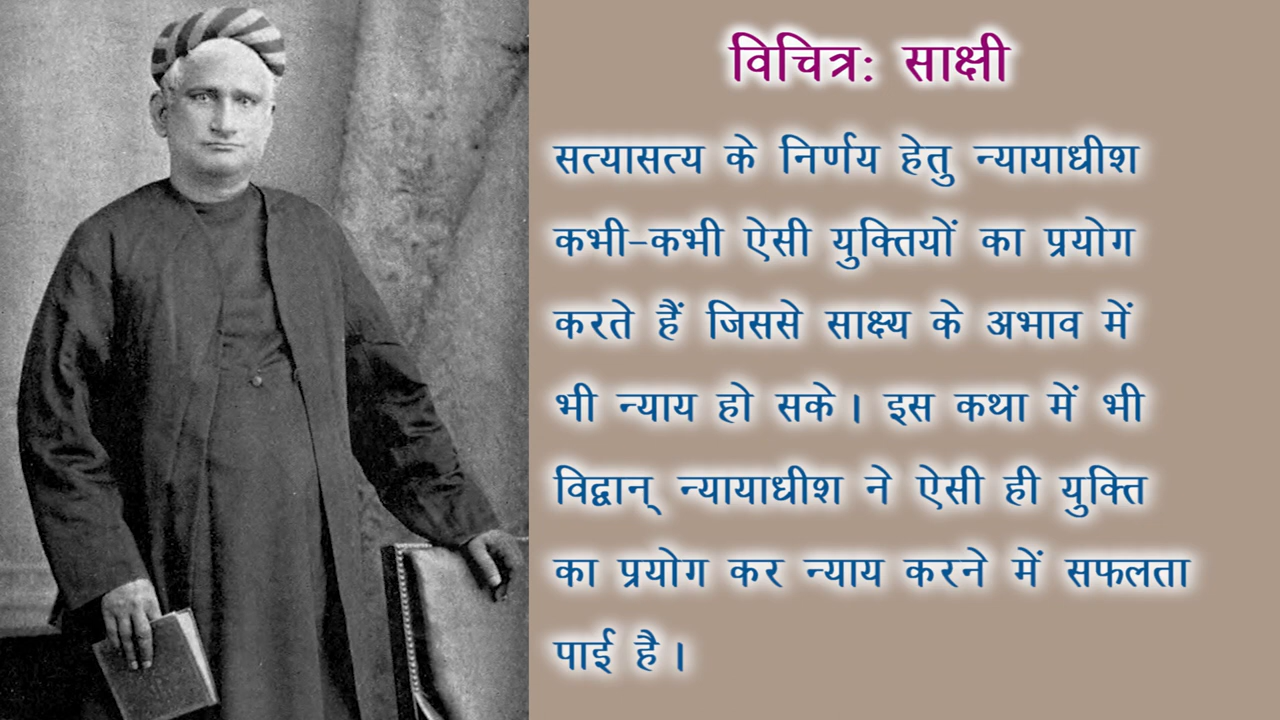 विचित्रः साक्षी
सत्यासत्य के निर्णय हेतु न्यायाधीश
कभी-कभी ऐसी युक्तियों का प्रयोग
करते हैं जिससे साक्ष्य के अभाव में
भी न्याय हो सके। इस कथा में भी
विद्वान् न्यायाधीश ने ऐसी ही युक्ति
का प्रयोग कर न्याय करने में सफलता
पाई है।